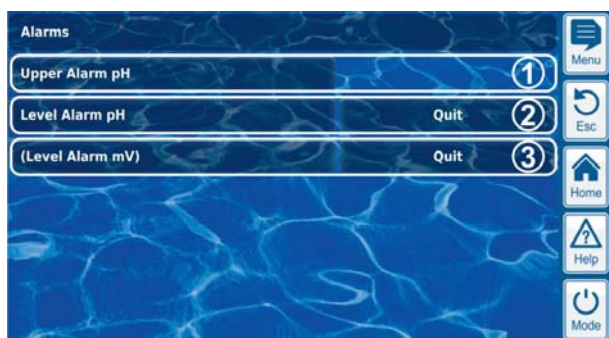 Alarms
Upper Alarm pH 1
Level Alarm pH Quit 2
(Level Alarm mV) Quit 3
Menu
Esc
Home
? Help
Mode